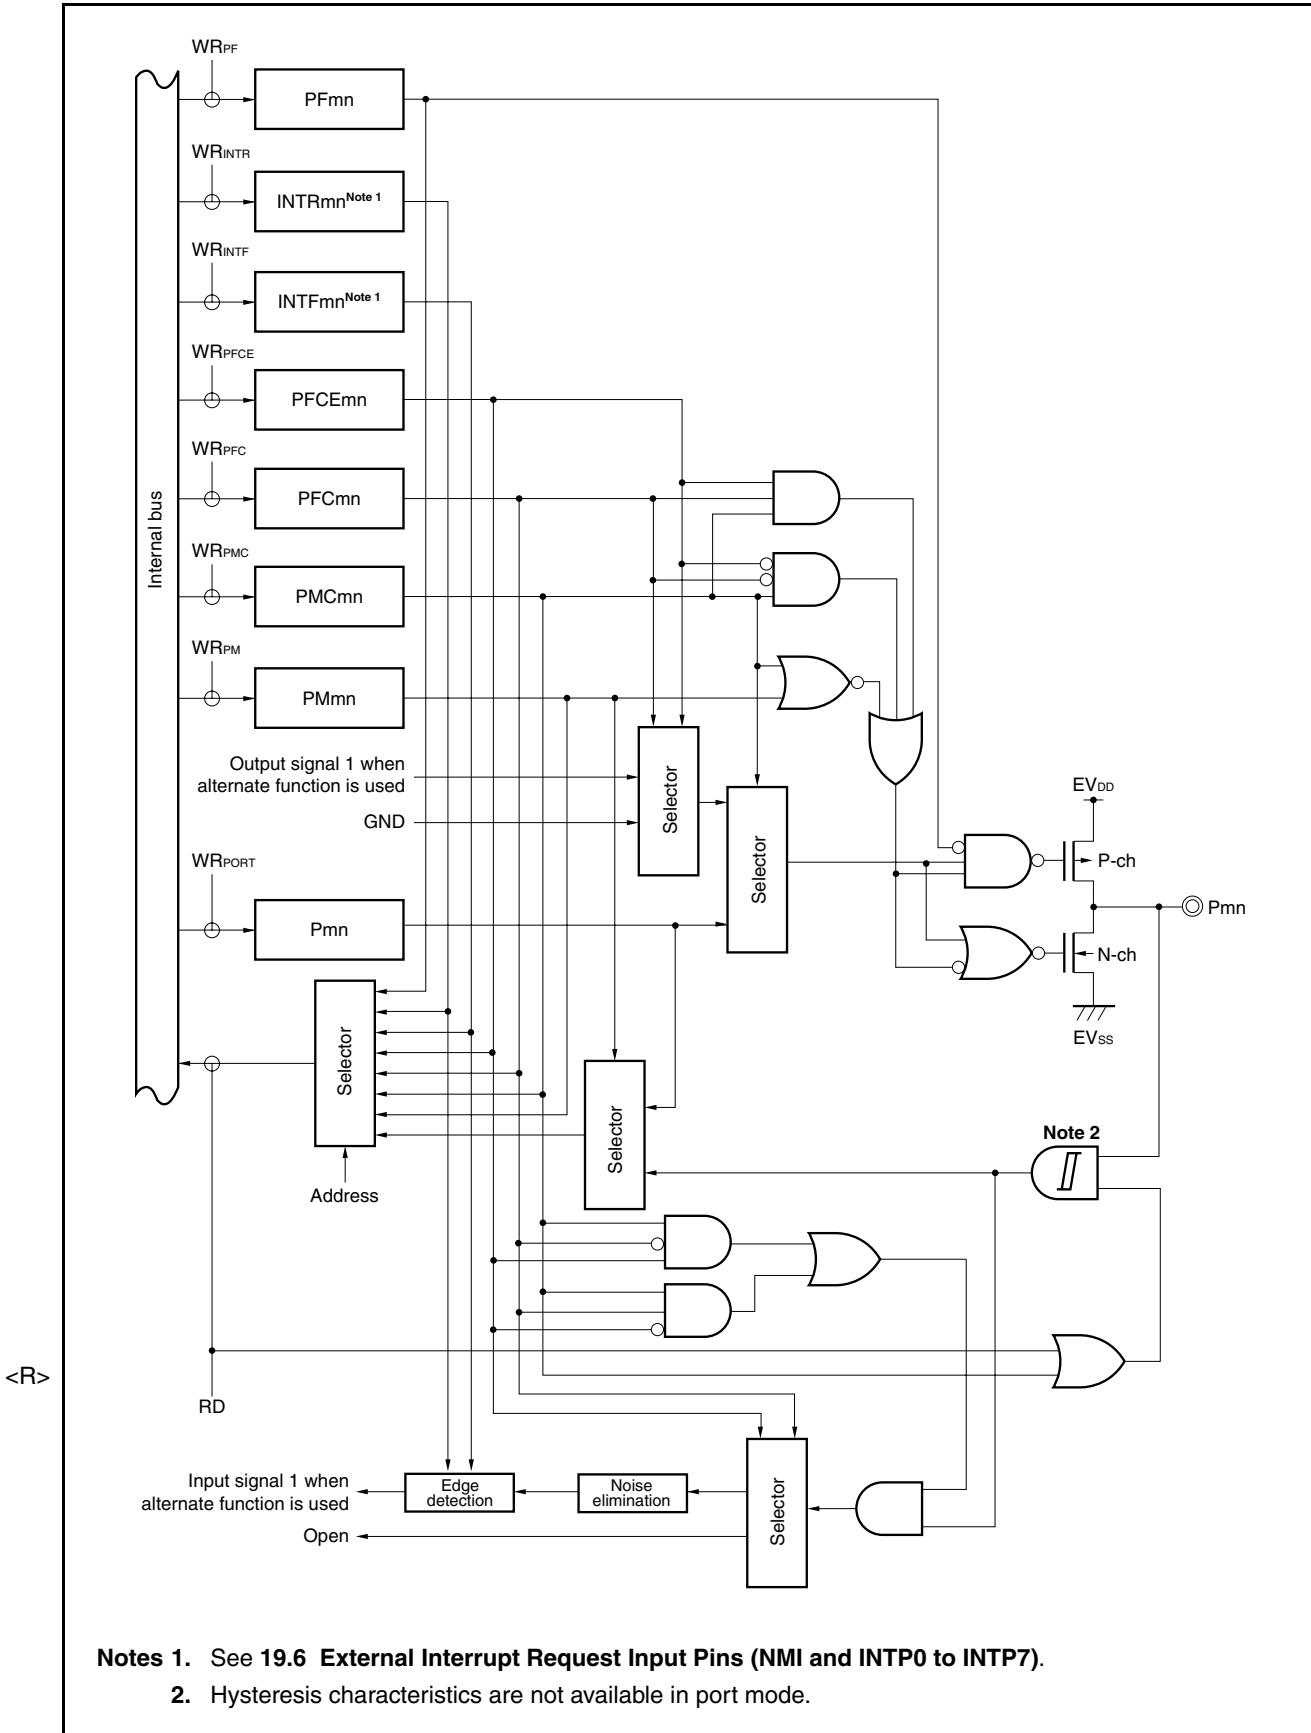 WRPF
PFmn
WRINTR
INTRmnNote 1
WRINTF
INTFmnNote 1
WRPFCE
PFCEmn
WRPFC
PFCmn
Internal bus
WRPMC
PMCmn
WRPM
PMmn
Output signal 1 when
alternate function is used
GND
Selector
Selector
EVDD
P-ch
Pmn
N-ch
EVSS
WRPORT
Pmn
Selector
Address
Selector
Note 2
<R>
RD
Input signal 1 when
alternate function is used
Edge
detection
Noise
elimination
Selector
Open
Notes 1. See 19.6 External Interrupt Request Input Pins (NMI and INTP0 to INTP7).
2. Hysteresis characteristics are not available in port mode.